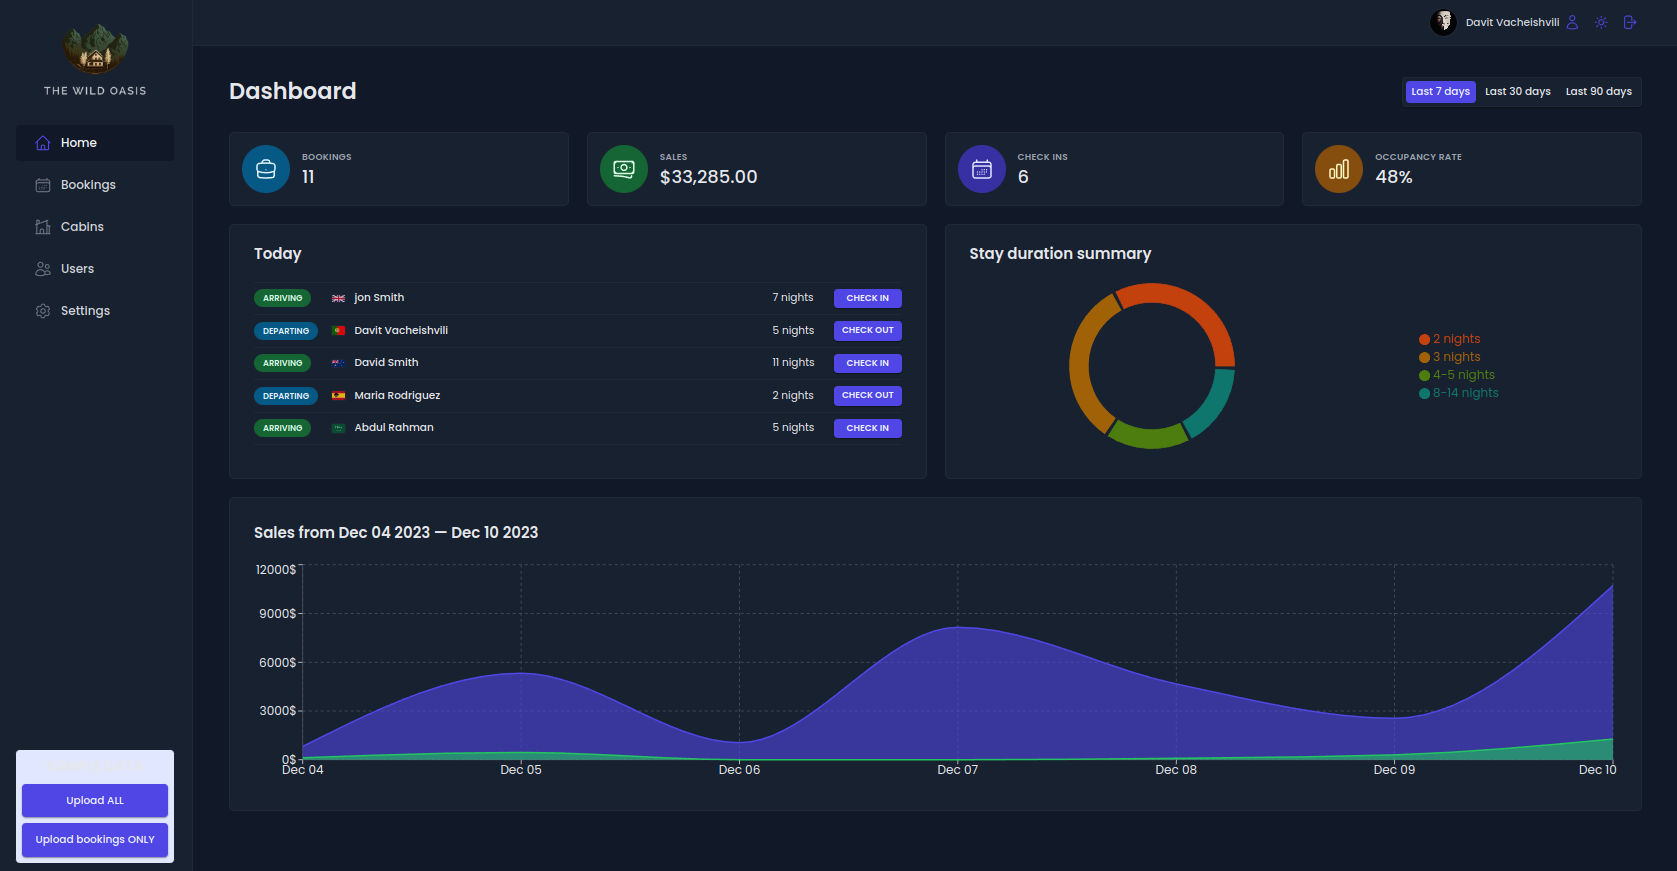 THE WILD OASIS
Home
Bookings
Cabins
Users
Settings
Upload ALL
Upload bookings ONLY
Davit Vacheishvili
Dashboard
Last 7 days Last 30 days Last 90 days
BOOKINGS
11
SALES
$33,285.00
CHECK INS
6
OCCUPANCY RATE
48%
Today
ARRIVING jon Smith 7 nights CHECK IN
DEPARTING Davit Vacheishvili 5 nights CHECK OUT
ARRIVING David Smith 11 nights CHECK IN
DEPARTING Maria Rodriguez 2 nights CHECK OUT
ARRIVING Abdul Rahman 5 nights CHECK IN
Stay duration summary
2 nights
3 nights
4-5 nights
8-14 nights
Sales from Dec 04 2023 — Dec 10 2023
12000$
9000$
6000$
3000$
0$
Dec 04 Dec 05 Dec 06 Dec 07 Dec 08 Dec 09 Dec 10